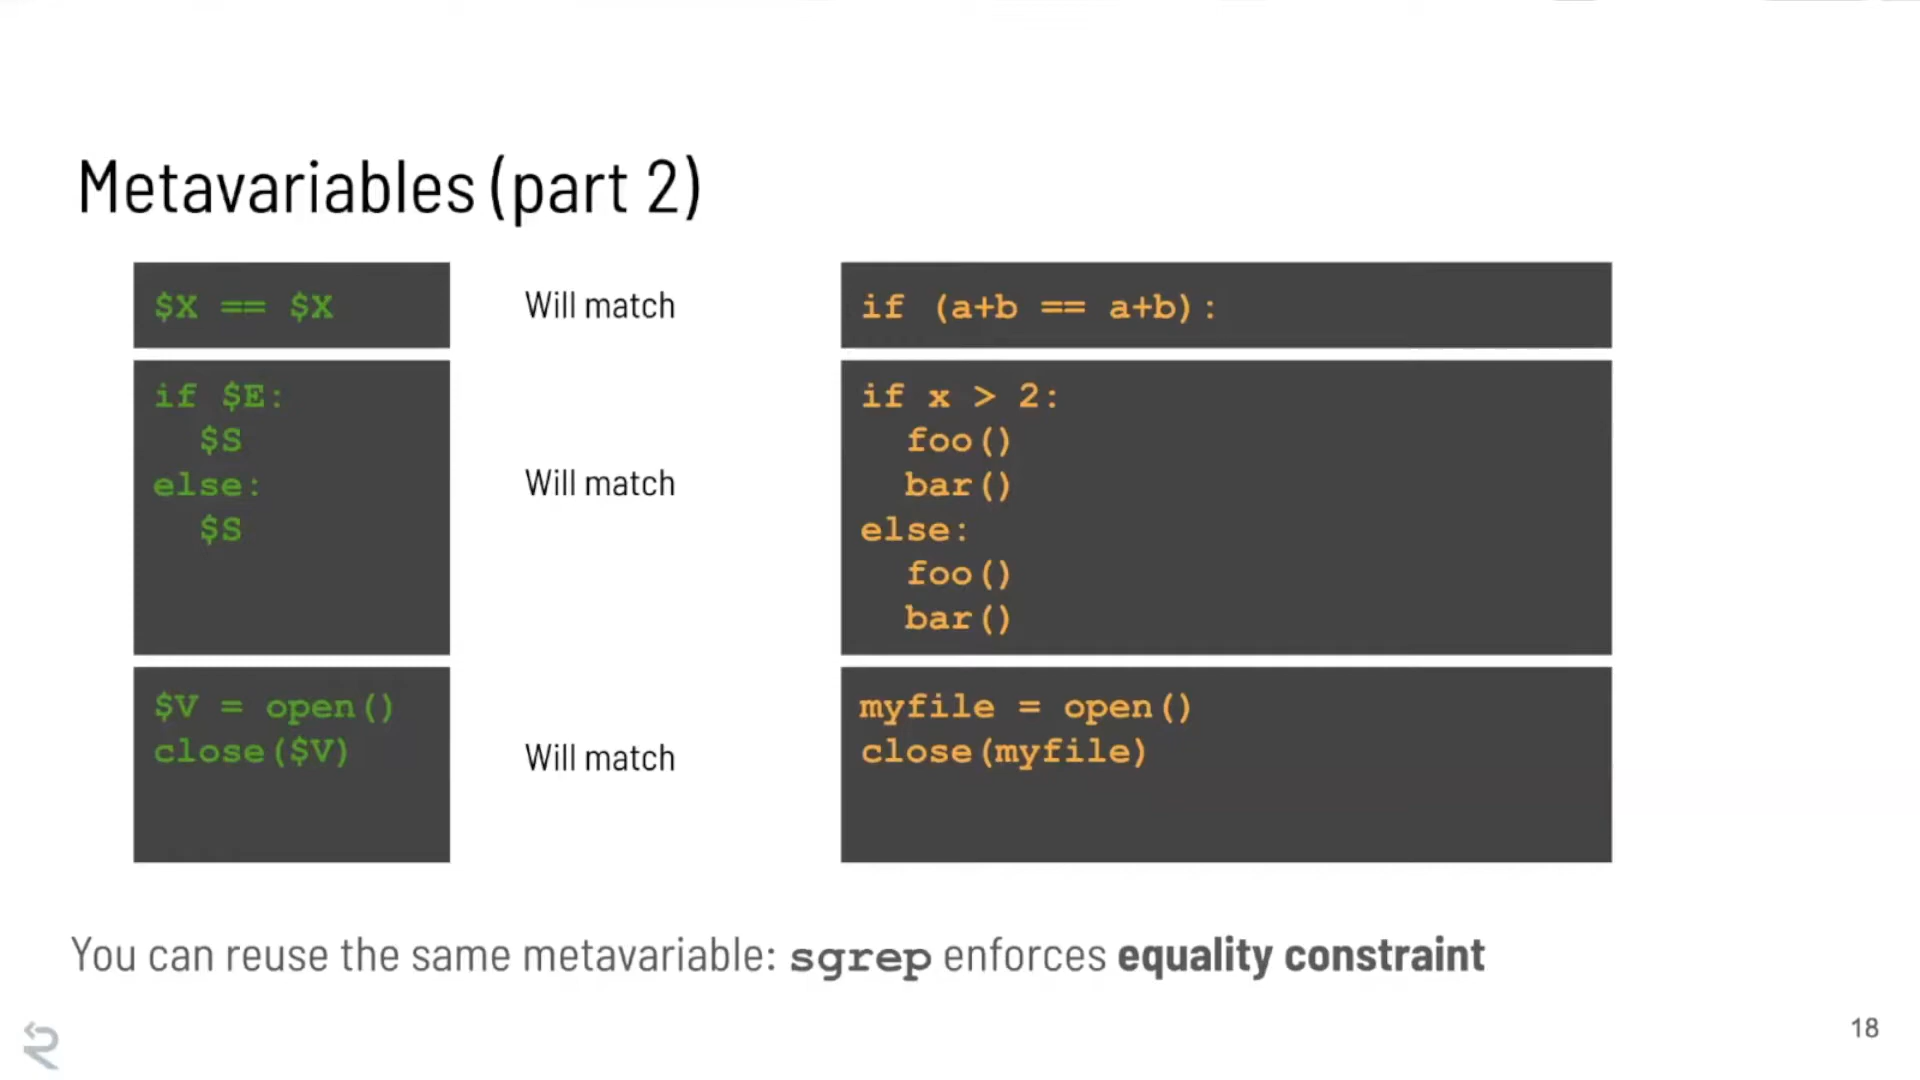 Metavariables (part 2)
$X == $X
Will match
if (a+b == a+b):
if $E:
  $S
else:
  $S
Will match
if x > 2:
  foo()
  bar()
else:
  foo()
  bar()
$V = open()
close($V)
Will match
myfile = open()
close(myfile)
You can reuse the same metavariable: sgrep enforces equality constraint
18